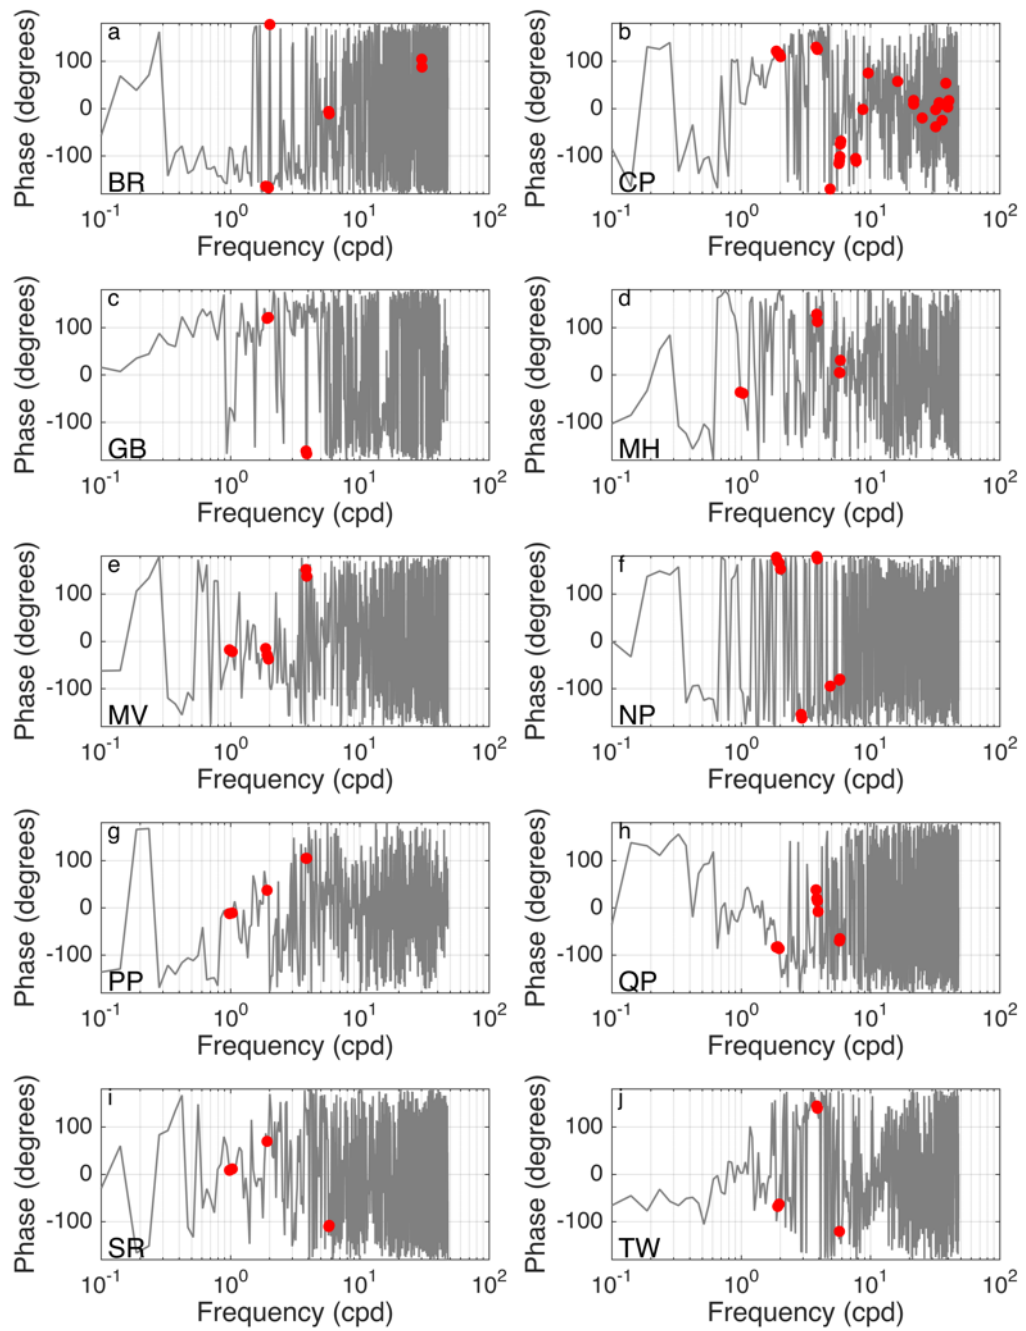 a b
Phase (degrees) 100 0 -100 BR Phase (degrees) 100 0 -100 CP
10^-1 10^0 10^1 10^2 10^-1 10^0 10^1 10^2
Frequency (cpd) Frequency (cpd)
c d
Phase (degrees) 100 0 -100 GB Phase (degrees) 100 0 -100 MH
10^-1 10^0 10^1 10^2 10^-1 10^0 10^1 10^2
Frequency (cpd) Frequency (cpd)
e f
Phase (degrees) 100 0 -100 MV Phase (degrees) 100 0 -100 NP
10^-1 10^0 10^1 10^2 10^-1 10^0 10^1 10^2
Frequency (cpd) Frequency (cpd)
g h
Phase (degrees) 100 0 -100 PP Phase (degrees) 100 0 -100 QP
10^-1 10^0 10^1 10^2 10^-1 10^0 10^1 10^2
Frequency (cpd) Frequency (cpd)
i j
Phase (degrees) 100 0 -100 SR Phase (degrees) 100 0 -100 TW
10^-1 10^0 10^1 10^2 10^-1 10^0 10^1 10^2
Frequency (cpd) Frequency (cpd)